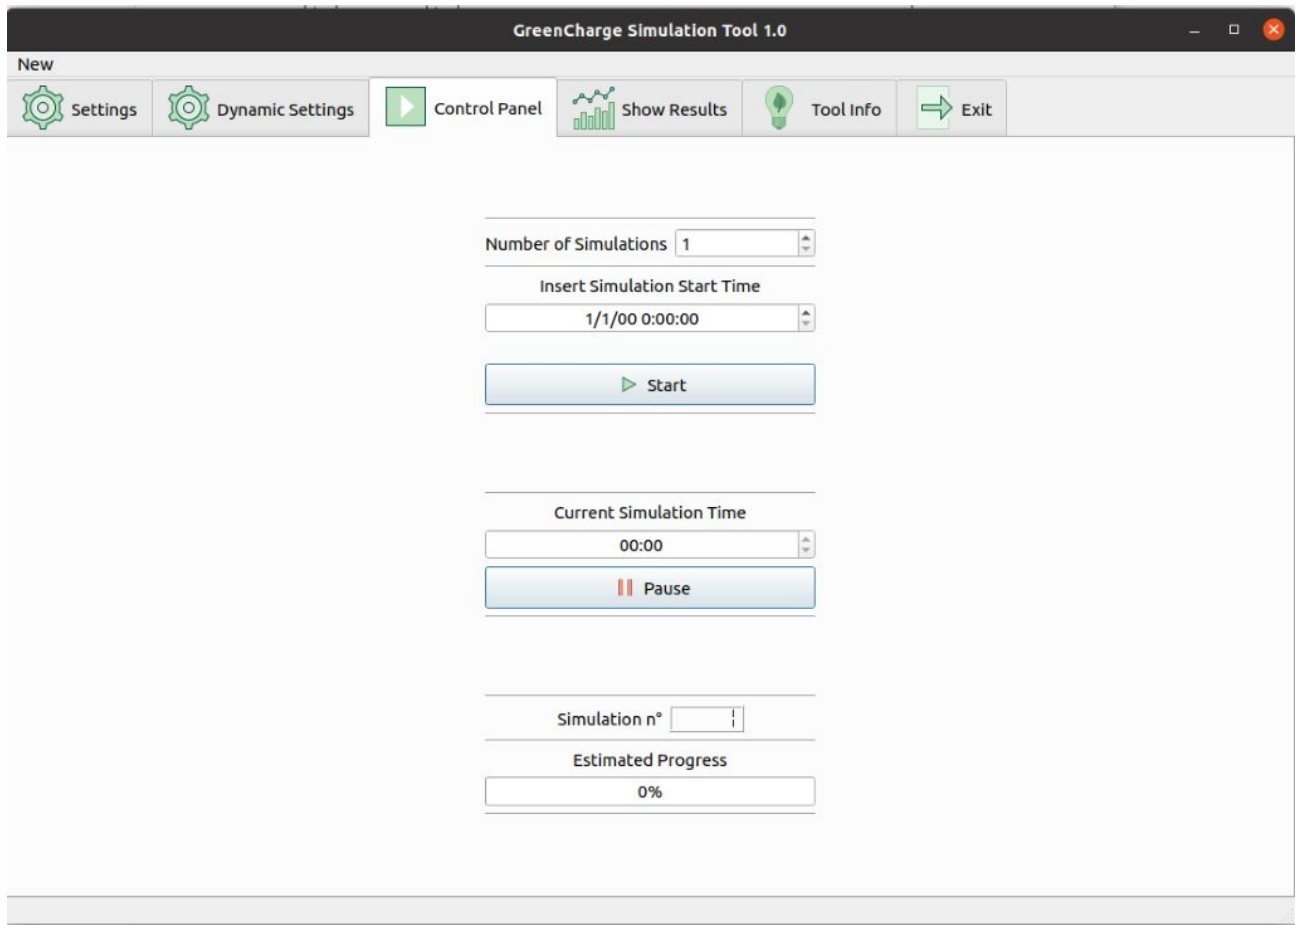 GreenCharge Simulation Tool 1.0
New
Settings Dynamic Settings Control Panel Show Results Tool Info Exit
Number of Simulations 1
Insert Simulation Start Time
1/1/00 0:00:00
Start
Current Simulation Time
00:00
Pause
Simulation n° 1
Estimated Progress
0%